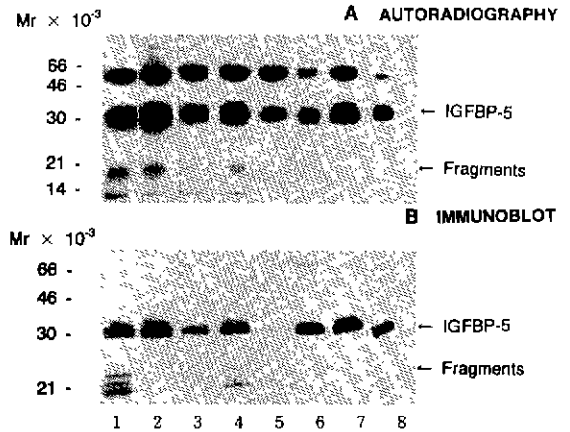 Mr × 10⁻³
A AUTORADIOGRAPHY
66 -
46 -
30 -
← IGFBP-5
21 -
← Fragments
14 -
B IMMUNOBLOT
Mr × 10⁻³
66 -
46 -
30 -
← IGFBP-5
← Fragments
21 -
1 2 3 4 5 6 7 8